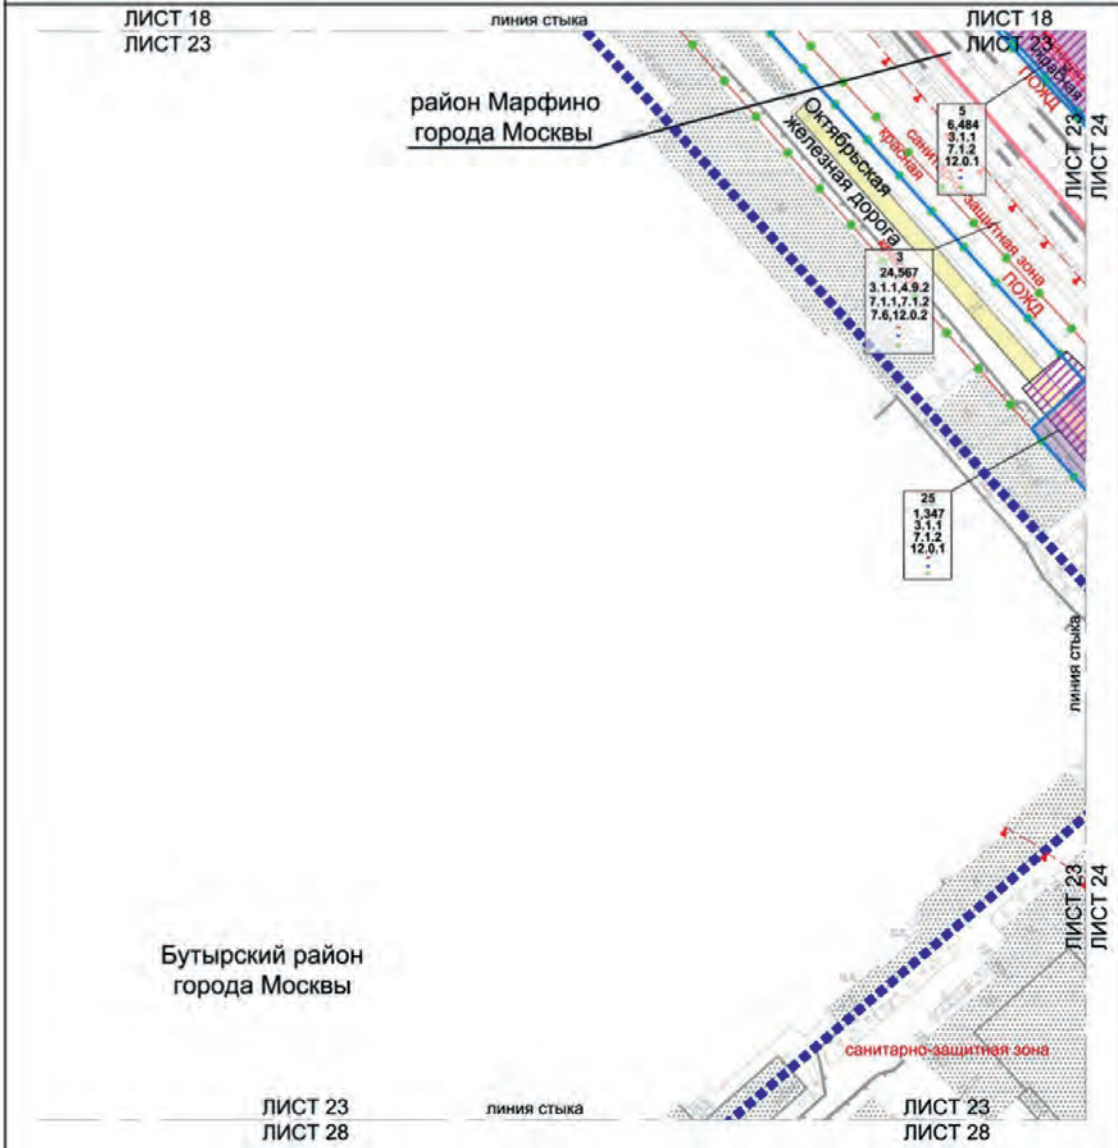 ЛИСТ 18
линия стыка
ЛИСТ 18
ЛИСТ 23
ЛИСТ 23
красная
ПОЖД
район Марфино
города Москвы
ЛИСТ 23
ЛИСТ 24
5
6,484
3.1.1
7.1.2
12.0.1
Октябрьская
железная дорога
санитарно-защитная зона
красная
ПОЖД
3
24,567
3.1.1,4.9.2
7.1.1,7.1.2
7.6,12.0.2
25
1,347
3.1.1
7.1.2
12.0.1
линия стыка
ЛИСТ 23
ЛИСТ 24
Бутырский район
города Москвы
санитарно-защитная зона
ЛИСТ 23
линия стыка
ЛИСТ 23
ЛИСТ 28
ЛИСТ 28